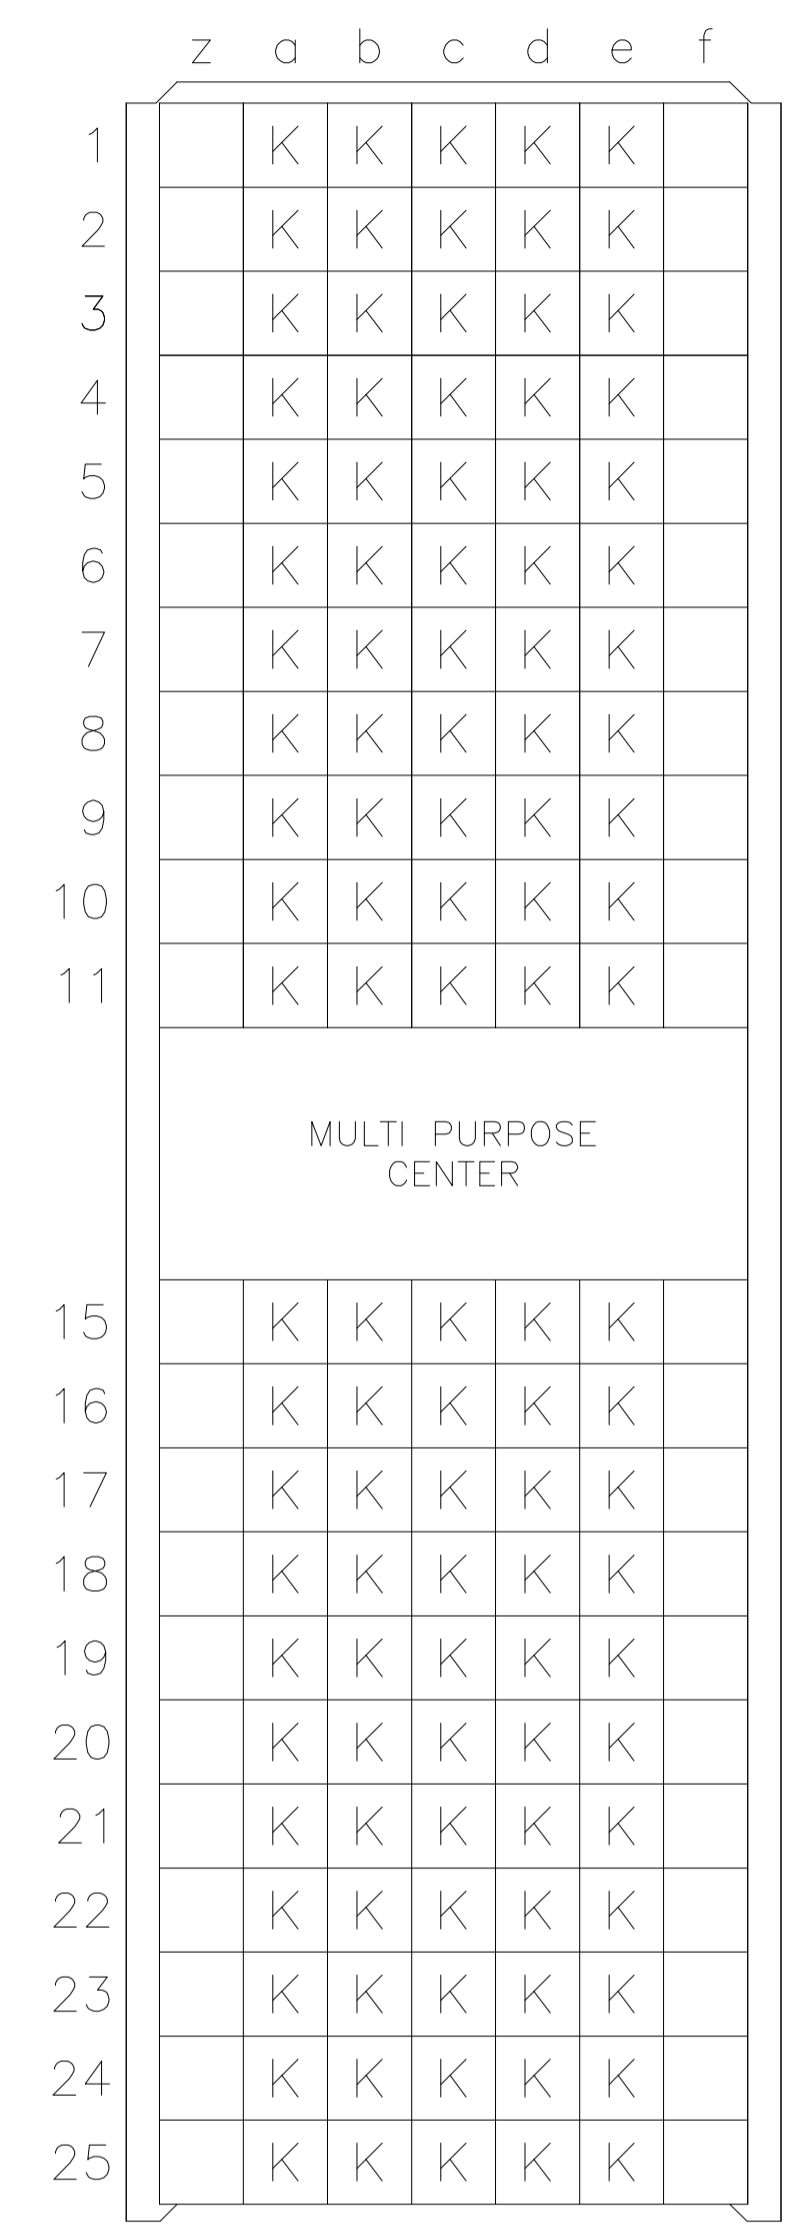 z a b c d e f
1 K K K K K
2 K K K K K
3 K K K K K
4 K K K K K
5 K K K K K
6 K K K K K
7 K K K K K
8 K K K K K
9 K K K K K
10 K K K K K
11 K K K K K
MULTI PURPOSE
CENTER
15 K K K K K
16 K K K K K
17 K K K K K
18 K K K K K
19 K K K K K
20 K K K K K
21 K K K K K
22 K K K K K
23 K K K K K
24 K K K K K
25 K K K K K